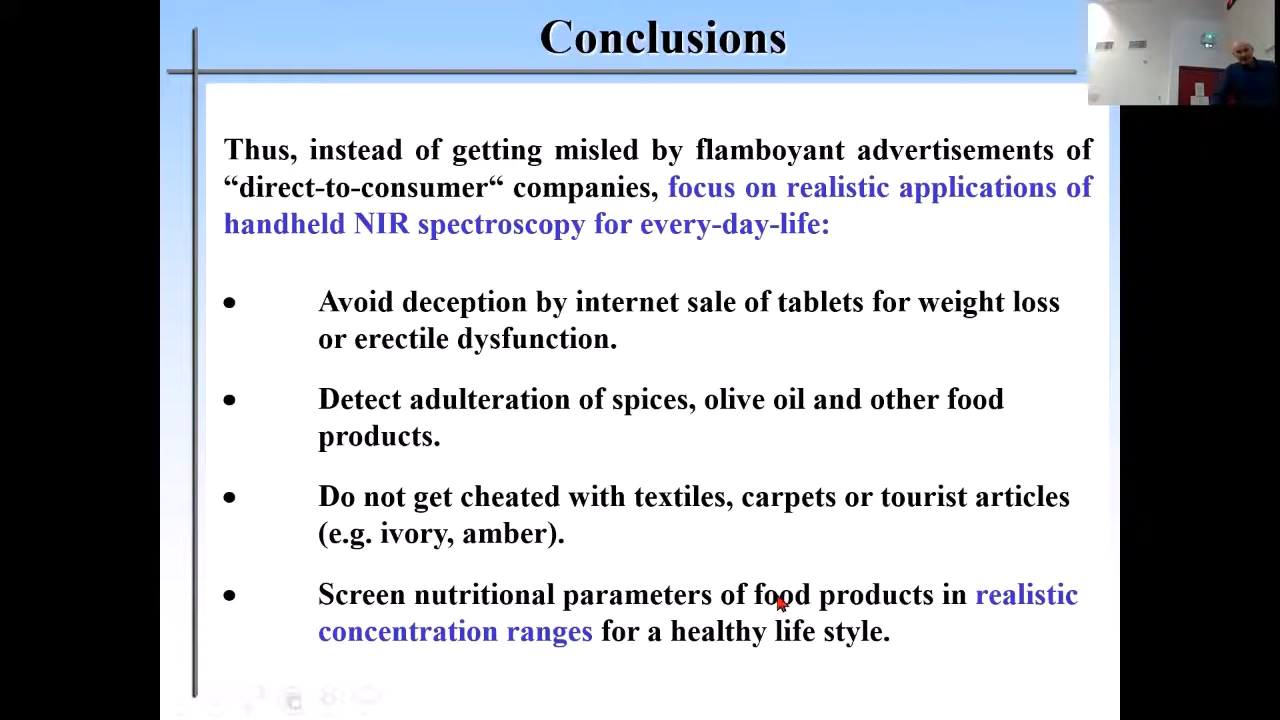 Conclusions
Thus, instead of getting misled by flamboyant advertisements of
“direct-to-consumer“ companies, focus on realistic applications of
handheld NIR spectroscopy for every-day-life:
• Avoid deception by internet sale of tablets for weight loss
or erectile dysfunction.
• Detect adulteration of spices, olive oil and other food
products.
• Do not get cheated with textiles, carpets or tourist articles
(e.g. ivory, amber).
• Screen nutritional parameters of food products in realistic
concentration ranges for a healthy life style.